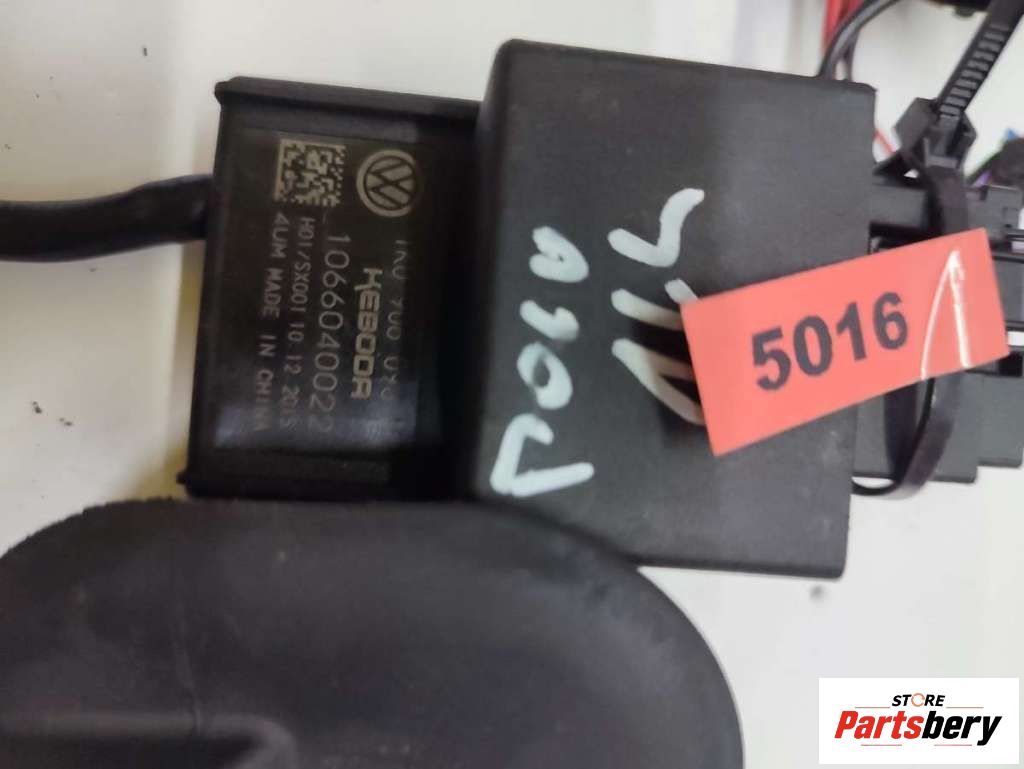 KEBODA
1066040022
H01/SX001 10.12.2015
4UM MADE IN CHINA
5016
STORE
Partsbery